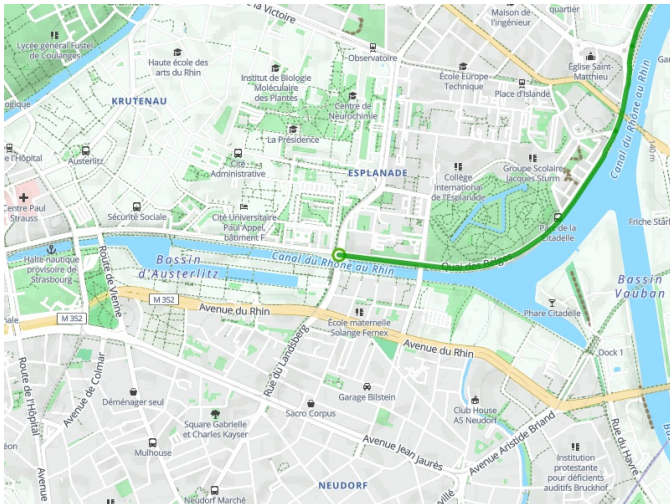 de la Victoire
Maison de
l'ingénieur
quartier
Lycée général Fustel
de Coulanges
Haute école des
arts du Rhin
Observatoire
Église Saint-
Matthieu
Institut de Biologie
Moléculaire
des Plantes
École Europe
Technique
Place d'Islande
KRUTENAU
Centre de
Neurochimie
La Présidence
Canal du Rhône au Rhin
140 m
l'Hôpital
Austerlitz
Cité
Administrative
ESPLANADE
Collège
international
de l'Esplanade
Groupe Scolaire
Jacques Sturm
Centre Paul
Strauss
Sécurité Sociale
Cité Universitaire
Paul Appel,
bâtiment F
Parc de la
Citadelle
Friche Starl
Halte nautique
provisoire de
Strasbourg
Route de Vienne
Bassin
d'Austerlitz
Canal du Rhône au Rhin
Quai des Belges
Bassin
Vauban
M 352
M 352
Avenue du Rhin
École maternelle
Solange Fernex
Phare Citadelle
Avenue du Rhin
Dock 1
Route de l'Hôpital
Avenue de Colmar
Rue du Landsberg
Déménager seul
Garage Bilstein
Sacro Corpus
Club House
AS Neudorf
Square Gabrielle
et Charles Kayser
Avenue Jean Jaurès
Avenue Aristide Briand
Rue du Havre
Mulhouse
Institution
protestante
pour déficients
auditifs Bruckhof
NEUDORF
Neudorf Marché